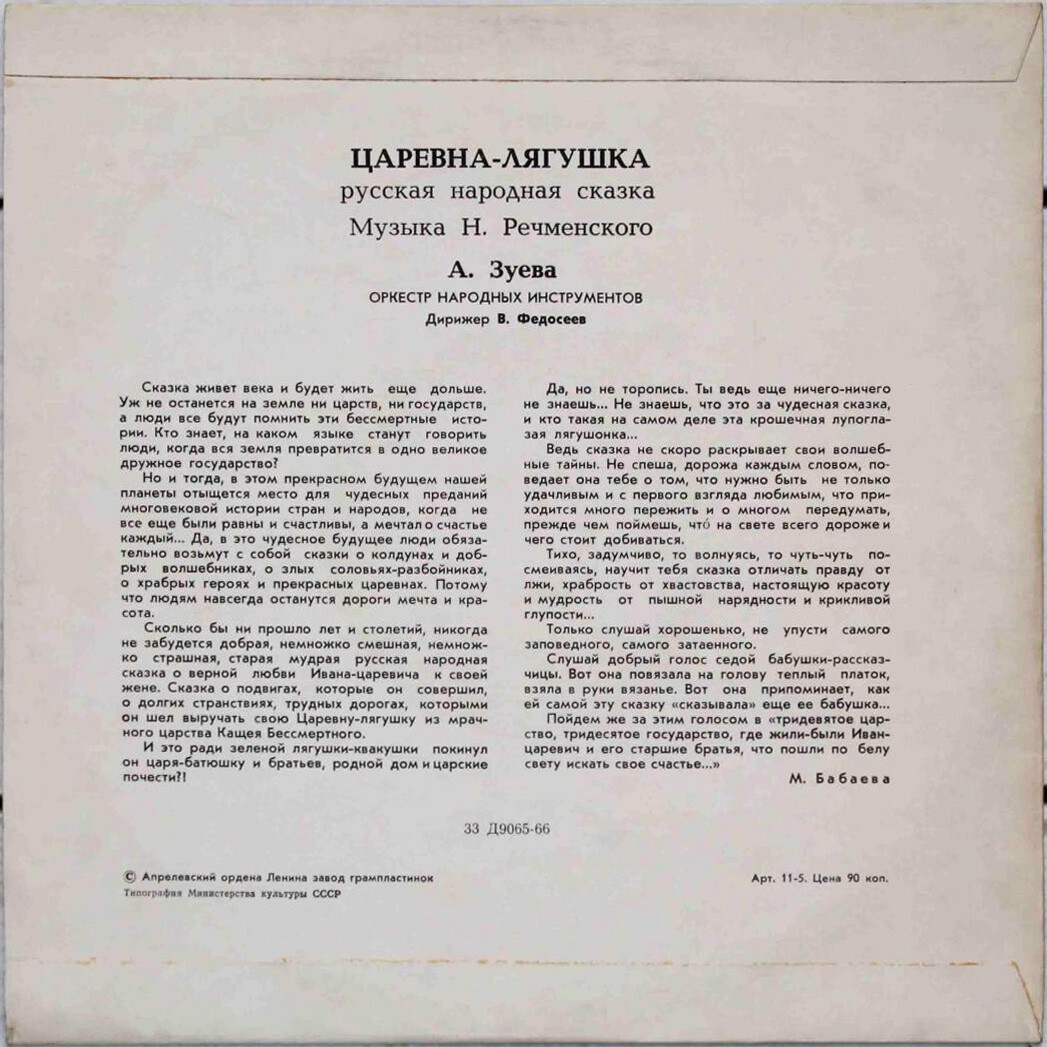 ЦАРЕВНА-ЛЯГУШКА
русская народная сказка
Музыка Н. Речменского
А. Зуева
ОРКЕСТР НАРОДНЫХ ИНСТРУМЕНТОВ
Дирижер В. Федосеев
Сказка живет века и будет жить еще дольше.
Уж не останется на земле ни царств, ни государств,
а люди все будут помнить эти бессмертные исто-
рии. Кто знает, на каком языке станут говорить
люди, когда вся земля превратится в одно великое
дружное государство?
Но и тогда, в этом прекрасном будущем нашей
планеты отыщется место для чудесных преданий
многовековой истории стран и народов, когда не
все еще были равны и счастливы, а мечтал о счастье
каждый... Да, в это чудесное будущее люди обяза-
тельно возьмут с собой сказки о колдунах и доб-
рых волшебниках, о злых соловьях-разбойниках,
о храбрых героях и прекрасных царевнах. Потому
что людям навсегда останутся дороги мечта и кра-
сота.
Сколько бы ни прошло лет и столетий, никогда
не забудется добрая, немножко смешная, немнож-
ко страшная, старая мудрая русская народная
сказка о верной любви Ивана-царевича к своей
жене. Сказка о подвигах, которые он совершил,
о долгих странствиях, трудных дорогах, которыми
он шел выручать свою Царевну-лягушку из мрач-
ного царства Кащея Бессмертного.
И это ради зеленой лягушки-квакушки покинул
он царя-батюшку и братьев, родной дом и царские
почести?!
Да, но не торопись. Ты ведь еще ничего-ничего
не знаешь... Не знаешь, что это за чудесная сказка,
и кто такая на самом деле эта крошечная лупогла-
зая лягушонка...
Ведь сказка не скоро раскрывает свои волшеб-
ные тайны. Не спеша, дорожа каждым словом, по-
ведает она тебе о том, что нужно быть не только
удачливым и с первого взгляда любимым, что при-
ходится много пережить и о многом передумать,
прежде чем поймешь, чтó на свете всего дороже и
чего стоит добиваться.
Тихо, задумчиво, то волнуясь, то чуть-чуть по-
смеиваясь, научит тебя сказка отличать правду от
лжи, храбрость от хвастовства, настоящую красоту
и мудрость от пышной нарядности и крикливой
глупости...
Только слушай хорошенько, не упусти самого
заповедного, самого затаенного.
Слушай добрый голос седой бабушки-рассказ-
чицы. Вот она повязала на голову теплый платок,
взяла в руки вязанье. Вот она припоминает, как
ей самой эту сказку «сказывала» еще ее бабушка...
Пойдем же за этим голосом в «тридевятое цар-
ство, тридесятое государство, где жили-были Иван-
царевич и его старшие братья, что пошли по белу
свету искать свое счастье...»
М. Бабаева
33 Д9065-66
© Апрелевский ордена Ленина завод грампластинок
Типография Министерства культуры СССР
Арт. 11-5. Цена 90 коп.